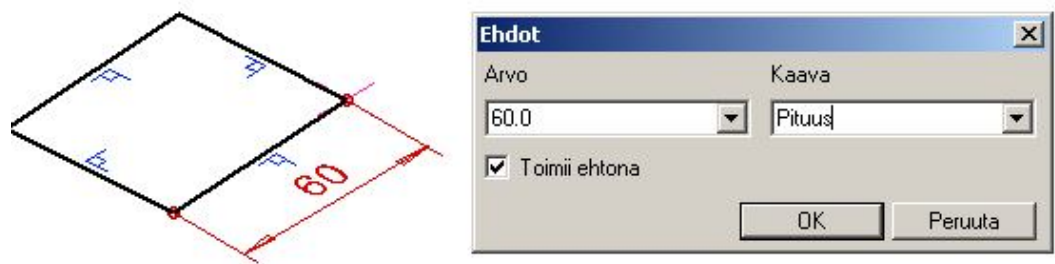 60
Ehdot
Arvo
Kaava
60.0
Pituus
Toimii ehtona
OK
Peruuta